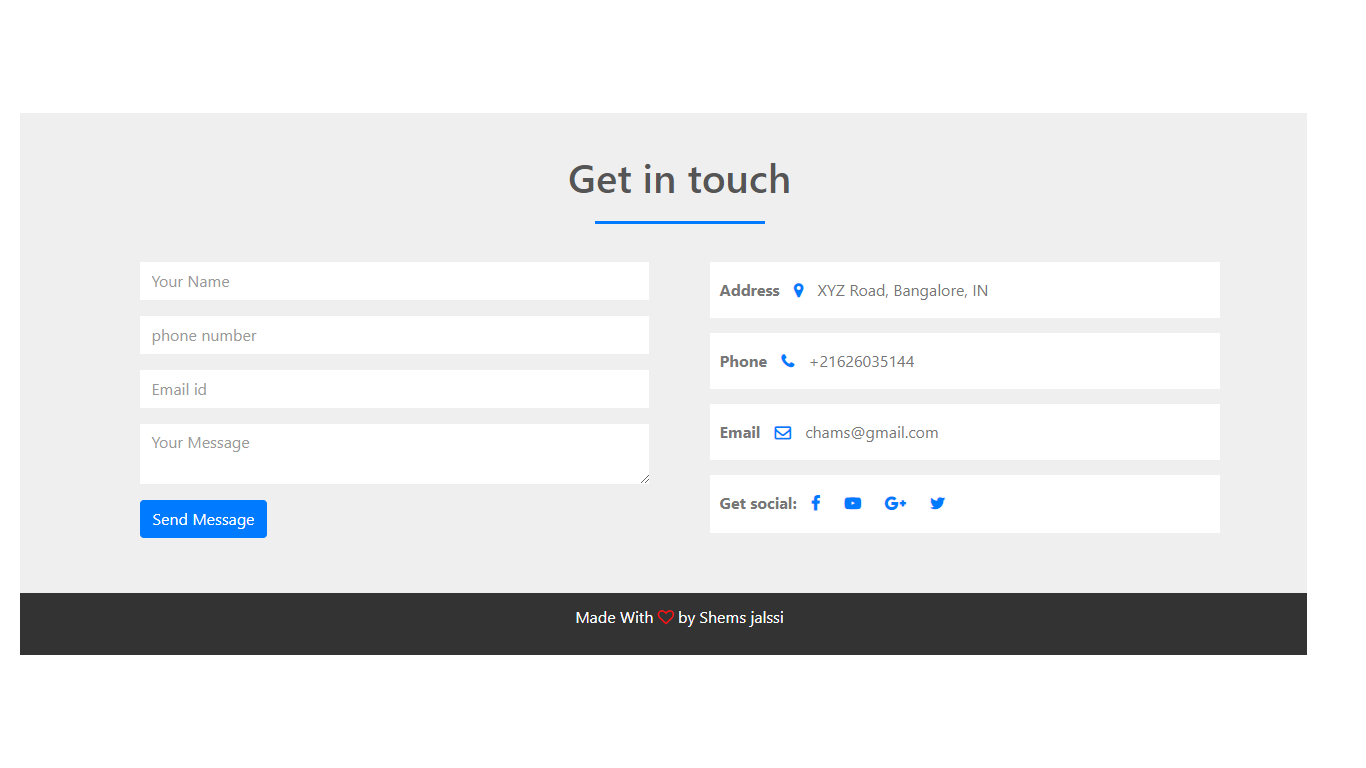 Get in touch
Your Name
phone number
Email id
Your Message
Send Message
Address XYZ Road, Bangalore, IN
Phone +21626035144
Email chams@gmail.com
Get social:
Made With by Shems jalssi